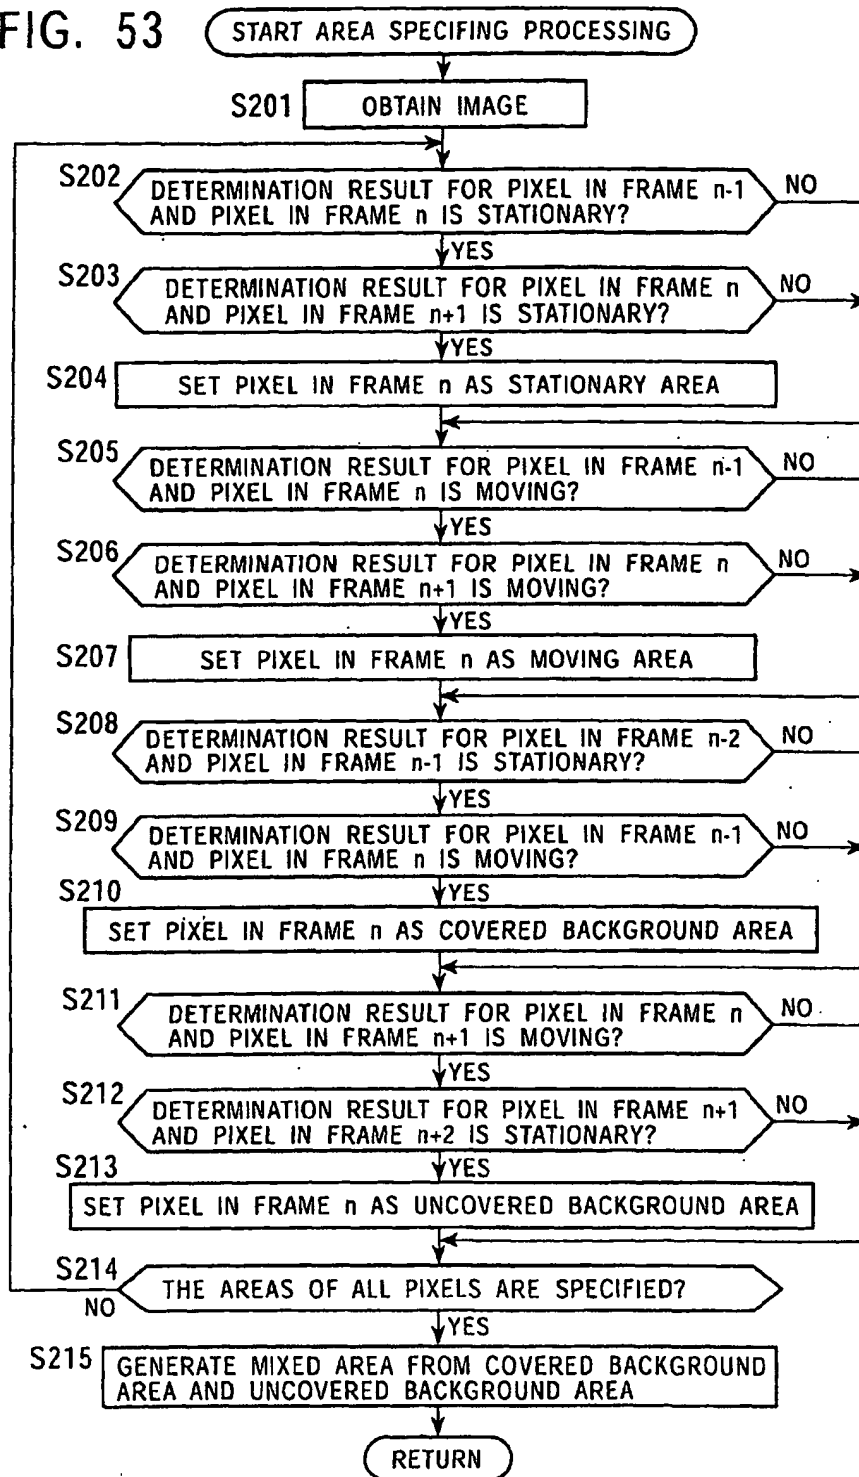 FIG. 53
START AREA SPECIFING PROCESSING
S201
OBTAIN IMAGE
S202
DETERMINATION RESULT FOR PIXEL IN FRAME n-1
AND PIXEL IN FRAME n IS STATIONARY?
NO
YES
S203
DETERMINATION RESULT FOR PIXEL IN FRAME n
AND PIXEL IN FRAME n+1 IS STATIONARY?
NO
YES
S204
SET PIXEL IN FRAME n AS STATIONARY AREA
S205
DETERMINATION RESULT FOR PIXEL IN FRAME n-1
AND PIXEL IN FRAME n IS MOVING?
NO
YES
S206
DETERMINATION RESULT FOR PIXEL IN FRAME n
AND PIXEL IN FRAME n+1 IS MOVING?
NO
YES
S207
SET PIXEL IN FRAME n AS MOVING AREA
S208
DETERMINATION RESULT FOR PIXEL IN FRAME n-2
AND PIXEL IN FRAME n-1 IS STATIONARY?
NO
YES
S209
DETERMINATION RESULT FOR PIXEL IN FRAME n-1
AND PIXEL IN FRAME n IS MOVING?
NO
YES
S210
SET PIXEL IN FRAME n AS COVERED BACKGROUND AREA
S211
DETERMINATION RESULT FOR PIXEL IN FRAME n
AND PIXEL IN FRAME n+1 IS MOVING?
NO
YES
S212
DETERMINATION RESULT FOR PIXEL IN FRAME n+1
AND PIXEL IN FRAME n+2 IS STATIONARY?
NO
YES
S213
SET PIXEL IN FRAME n AS UNCOVERED BACKGROUND AREA
S214
THE AREAS OF ALL PIXELS ARE SPECIFIED?
NO
YES
S215
GENERATE MIXED AREA FROM COVERED BACKGROUND
AREA AND UNCOVERED BACKGROUND AREA
RETURN